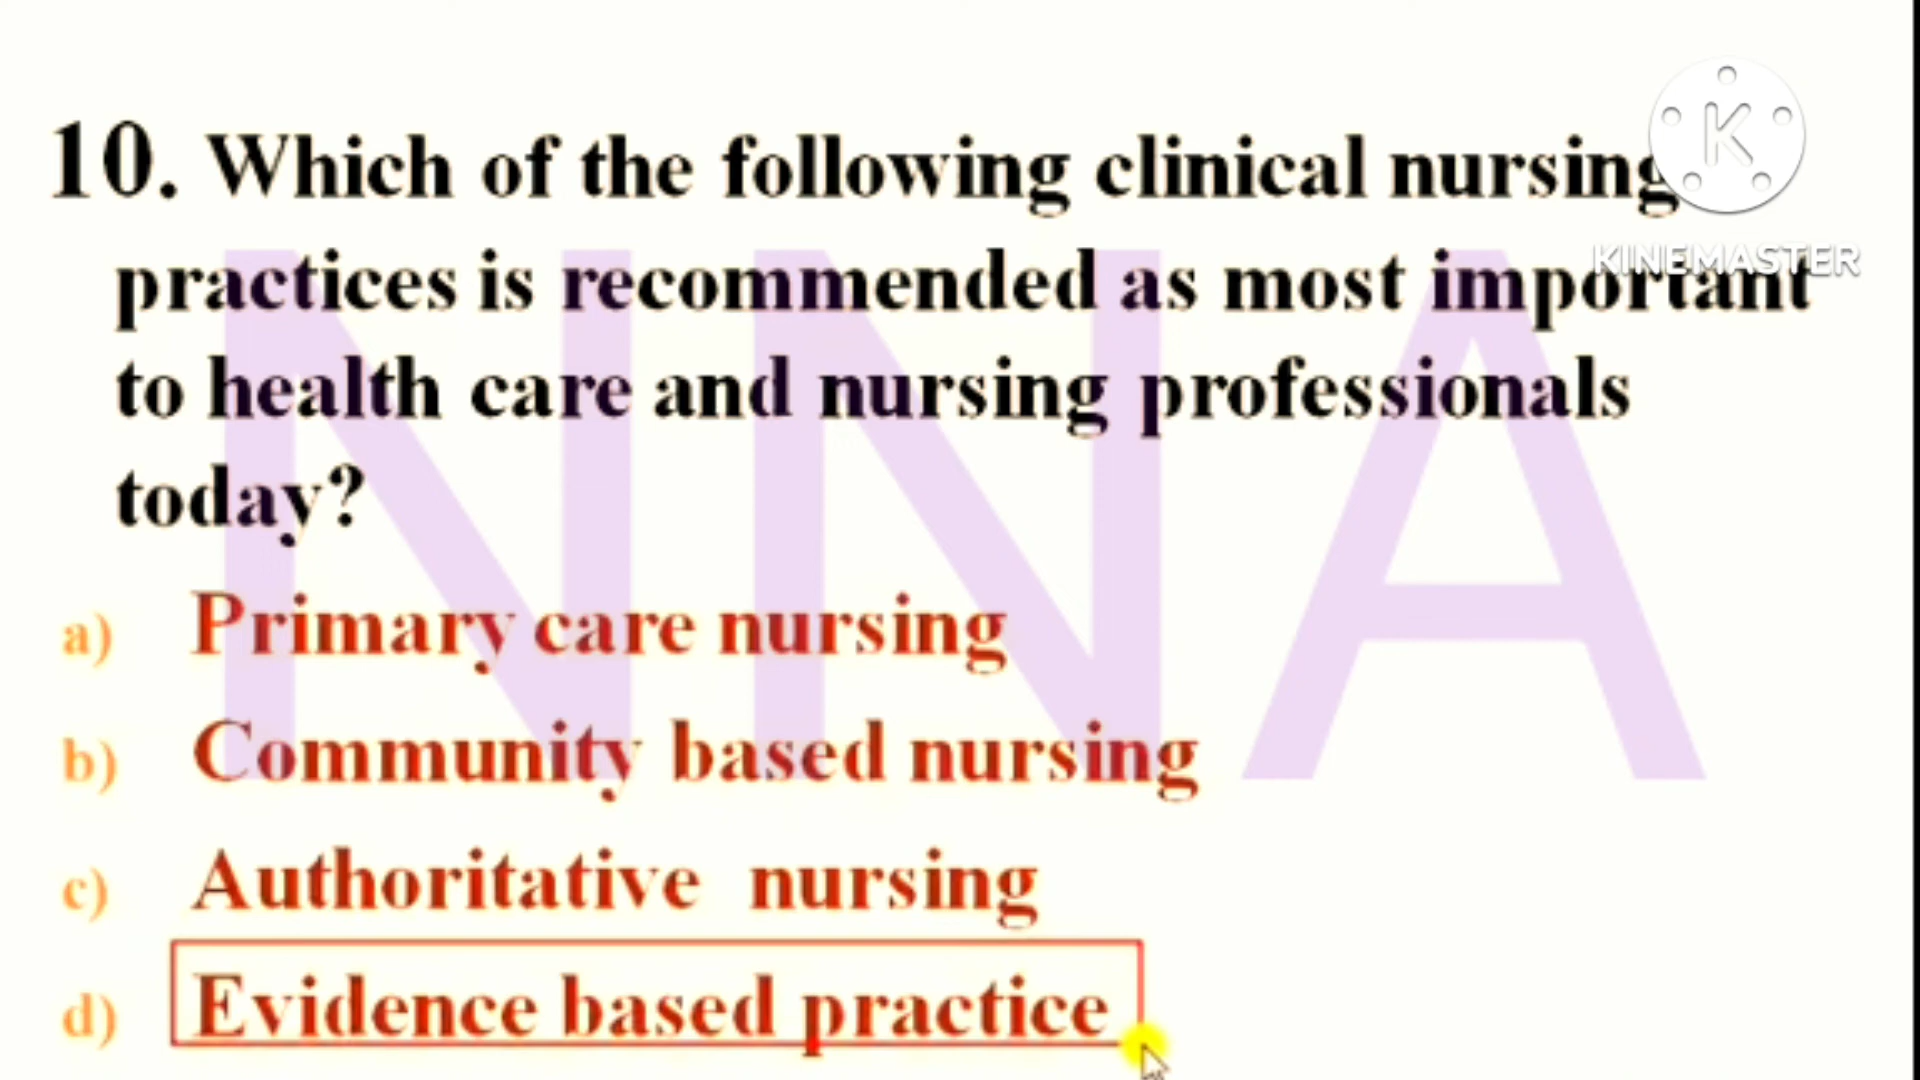 10. Which of the following clinical nursing
practices is recommended as most important
to health care and nursing professionals
today?
a) Primary care nursing
b) Community based nursing
c) Authoritative nursing
d) Evidence based practice
NNA
K
KINEMASTER